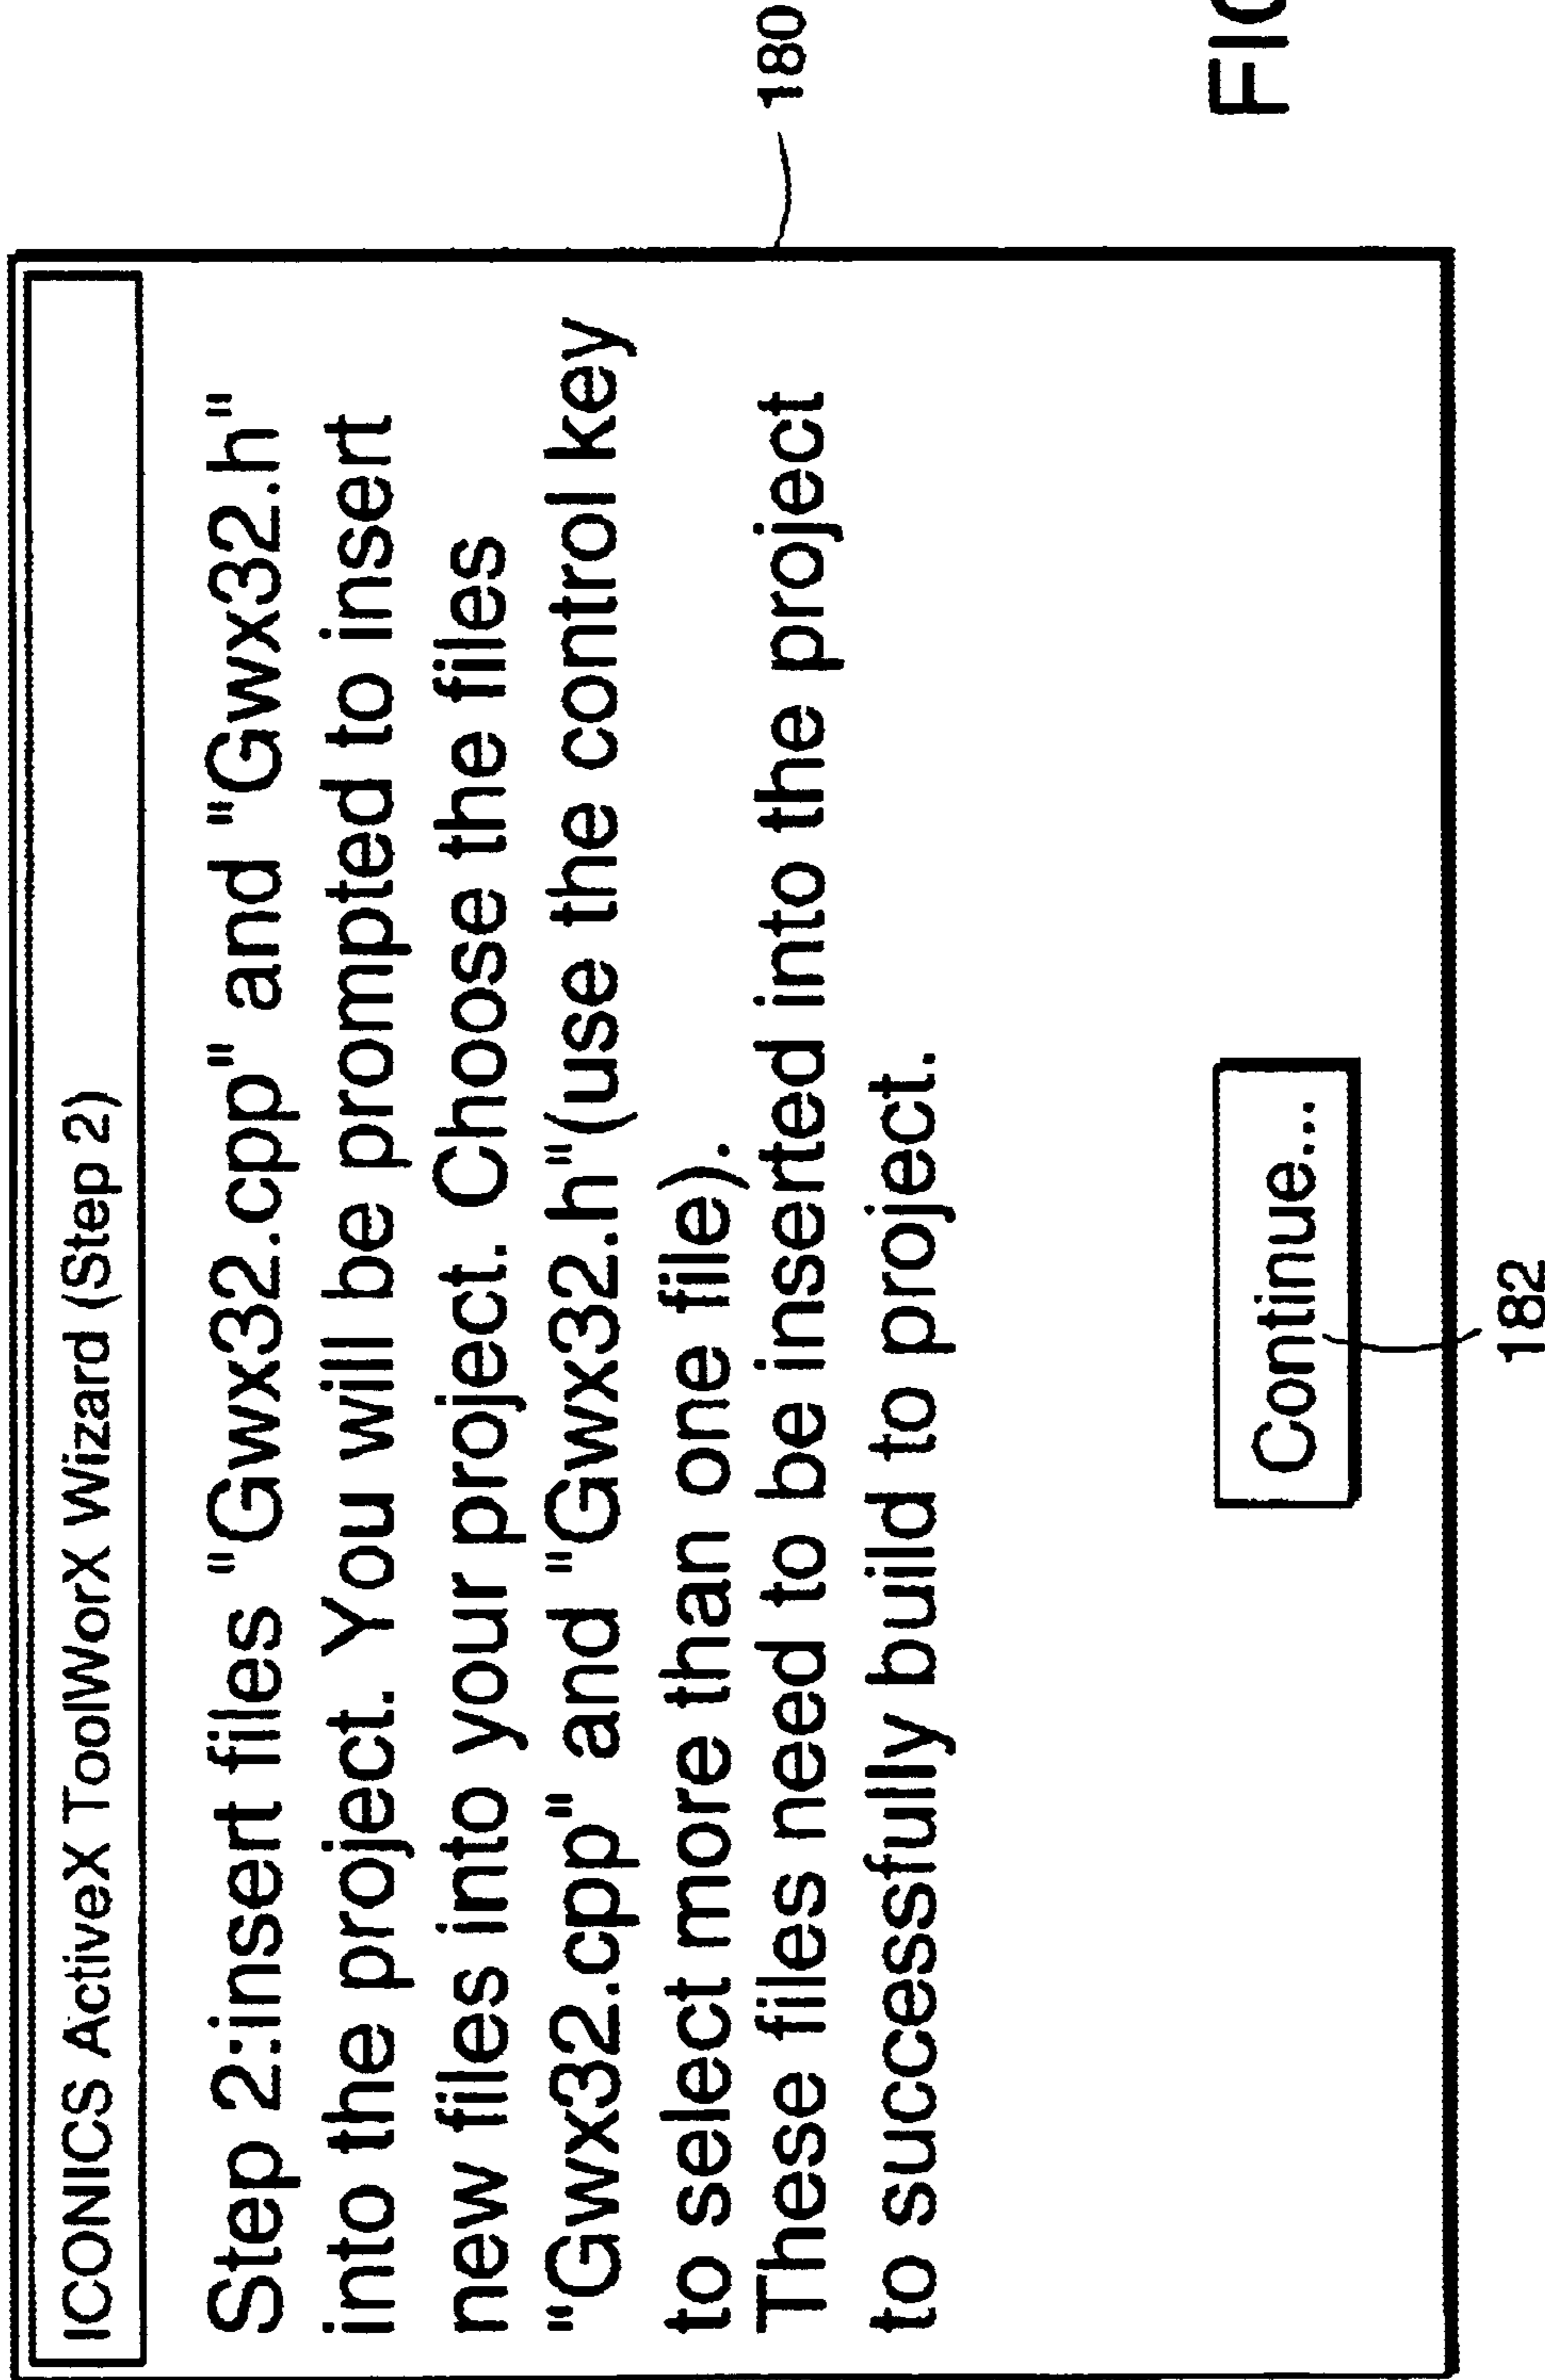 ICONICS ActiveX ToolWorX Wizard (Step 2)
Step 2:insert files "Gwx32.cpp" and "Gwx32.h"
into the project. You will be prompted to insert
new files into your project. Choose the files
"Gwx32.cpp" and "Gwx32.h"(use the control key
to select more than one file).
These files need to be inserted into the project
to successfully build to project.
Continue...
182
180